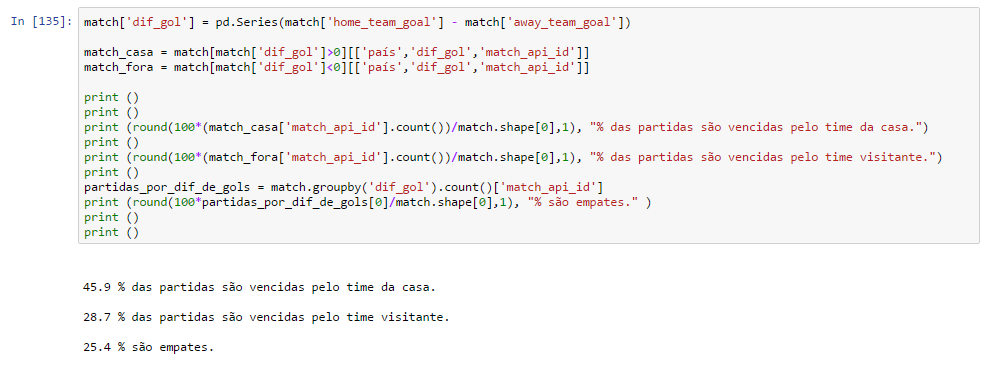 In [135]: match['dif_gol'] = pd.Series(match['home_team_goal'] - match['away_team_goal'])
match_casa = match[match['dif_gol']>0][['país','dif_gol','match_api_id']]
match_fora = match[match['dif_gol']<0][['país','dif_gol','match_api_id']]
print ()
print ()
print (round(100*(match_casa['match_api_id'].count())/match.shape[0],1), "% das partidas são vencidas pelo time da casa.")
print ()
print (round(100*(match_fora['match_api_id'].count())/match.shape[0],1), "% das partidas são vencidas pelo time visitante.")
print ()
partidas_por_dif_de_gols = match.groupby('dif_gol').count()['match_api_id']
print (round(100*partidas_por_dif_de_gols[0]/match.shape[0],1), "% são empates." )
print ()
print ()
45.9 % das partidas são vencidas pelo time da casa.
28.7 % das partidas são vencidas pelo time visitante.
25.4 % são empates.